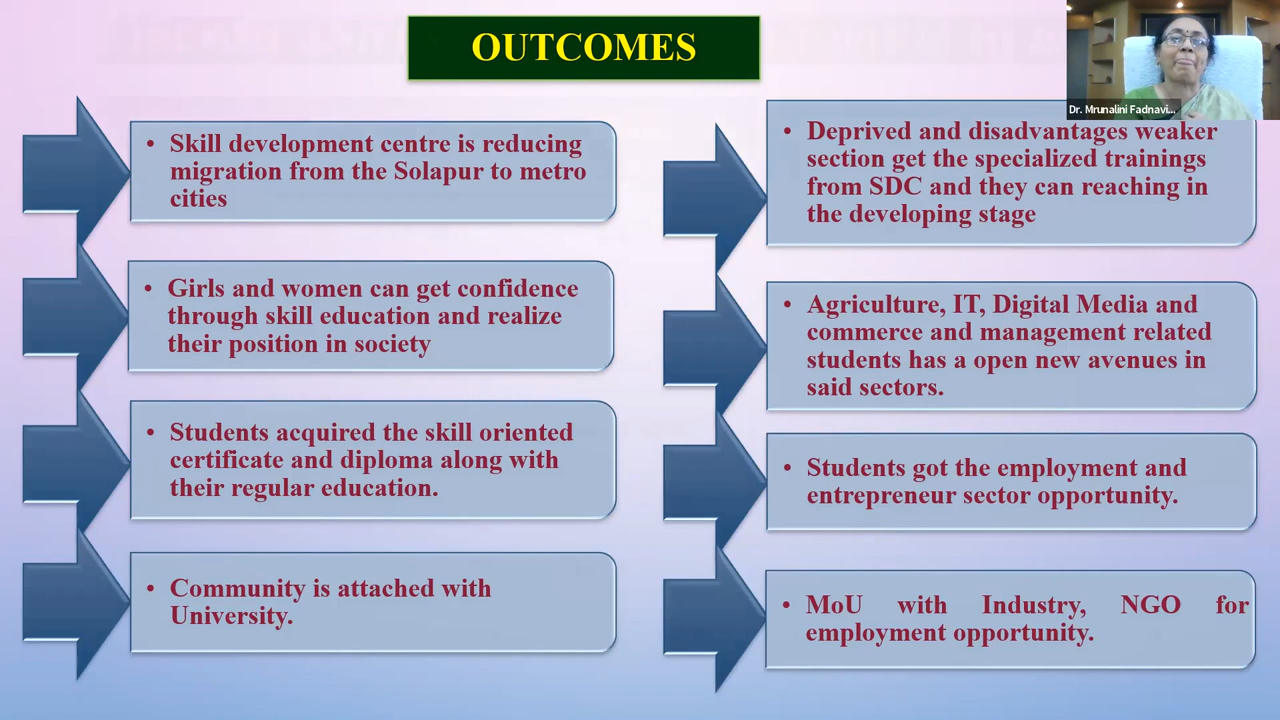 OUTCOMES
Dr. Mrunalini Fadnavi...
• Skill development centre is reducing
migration from the Solapur to metro
cities
• Girls and women can get confidence
through skill education and realize
their position in society
• Students acquired the skill oriented
certificate and diploma along with
their regular education.
• Community is attached with
University.
• Deprived and disadvantages weaker
section get the specialized trainings
from SDC and they can reaching in
the developing stage
• Agriculture, IT, Digital Media and
commerce and management related
students has a open new avenues in
said sectors.
• Students got the employment and
entrepreneur sector opportunity.
• MoU with Industry, NGO for
employment opportunity.